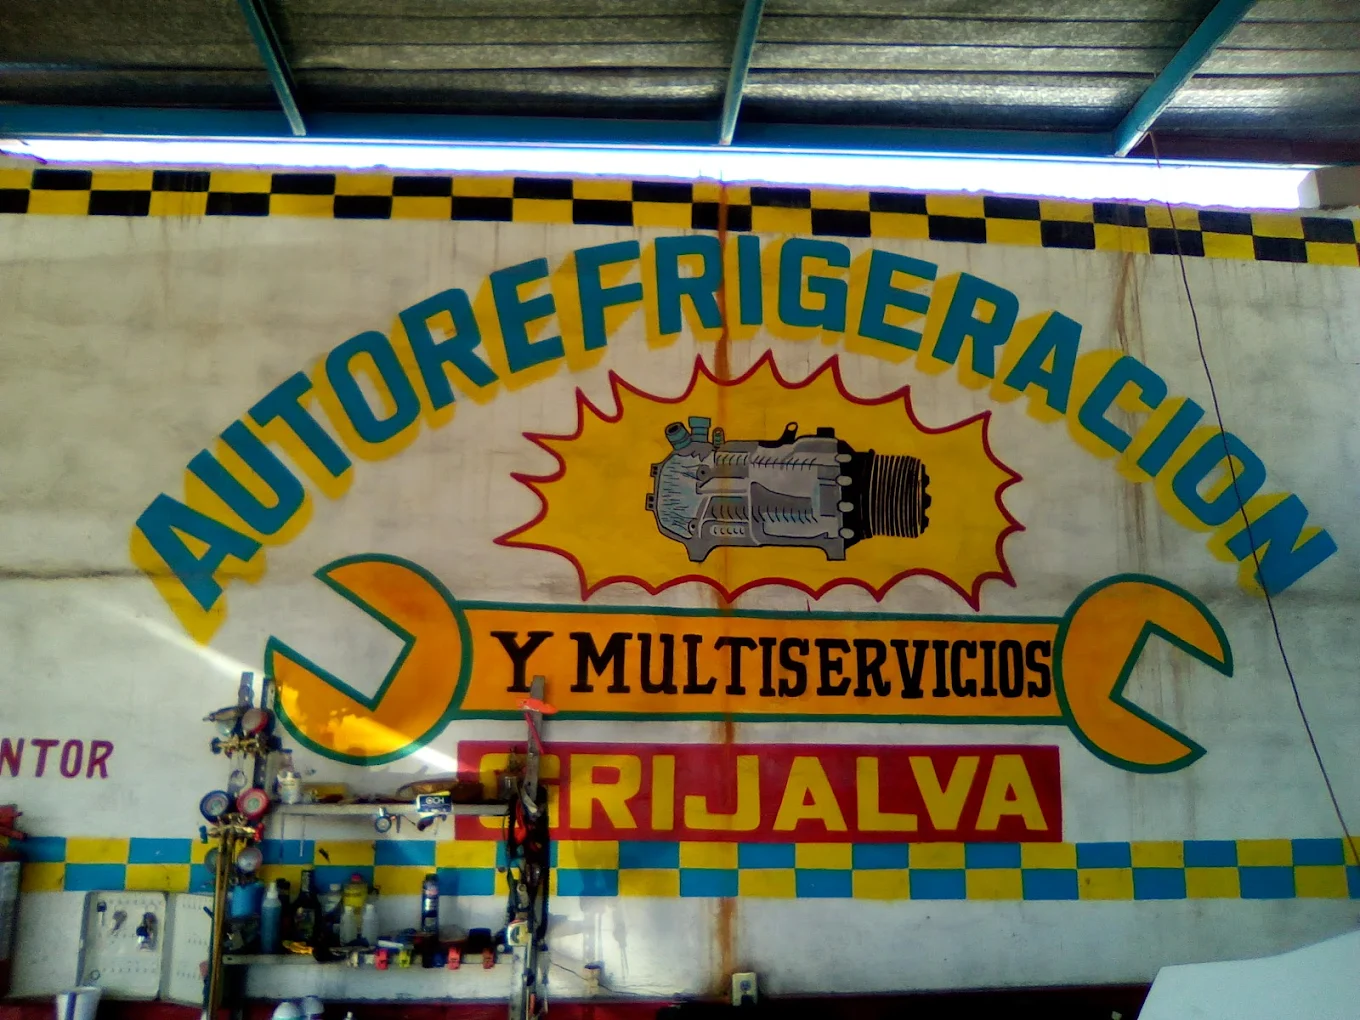 AUTOREFRIGERACION
Y MULTISERVICIOS
GRIJALVA
NTOR